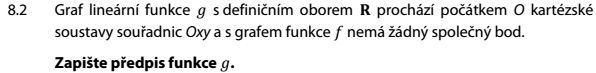 8.2 Graf lineární funkce g s definičním oborem R prochází počátkem O kartézské
soustavy souřadnic Oxy a s grafem funkce f nemá žádný společný bod.
Zapište předpis funkce g.